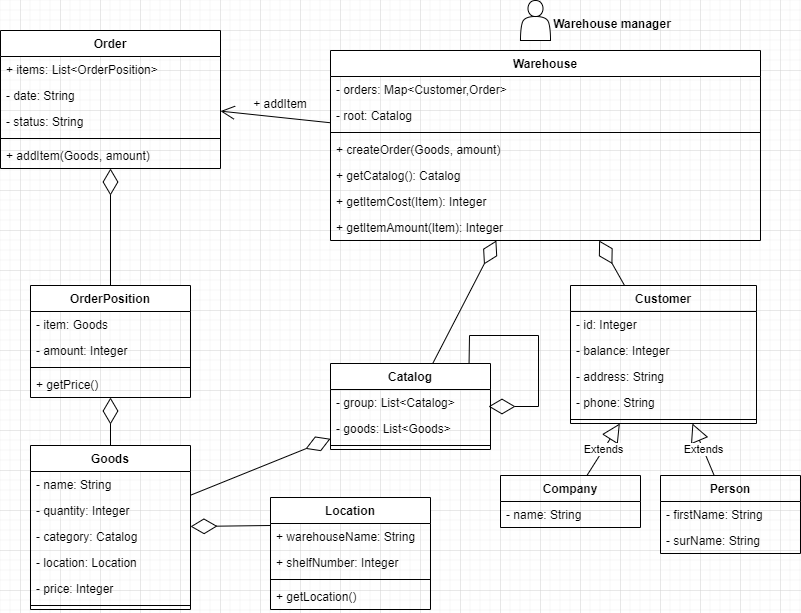 Warehouse manager
Order
+ items: List<OrderPosition>
- date: String
- status: String
+ addItem(Goods, amount)
+ addItem
Warehouse
- orders: Map<Customer,Order>
- root: Catalog
+ createOrder(Goods, amount)
+ getCatalog(): Catalog
+ getItemCost(Item): Integer
+ getItemAmount(Item): Integer
OrderPosition
- item: Goods
- amount: Integer
+ getPrice()
Customer
- id: Integer
- balance: Integer
- address: String
- phone: String
Catalog
- group: List<Catalog>
- goods: List<Goods>
Extends
Extends
Goods
- name: String
- quantity: Integer
- category: Catalog
- location: Location
- price: Integer
Location
+ warehouseName: String
+ shelfNumber: Integer
+ getLocation()
Company
- name: String
Person
- firstName: String
- surName: String